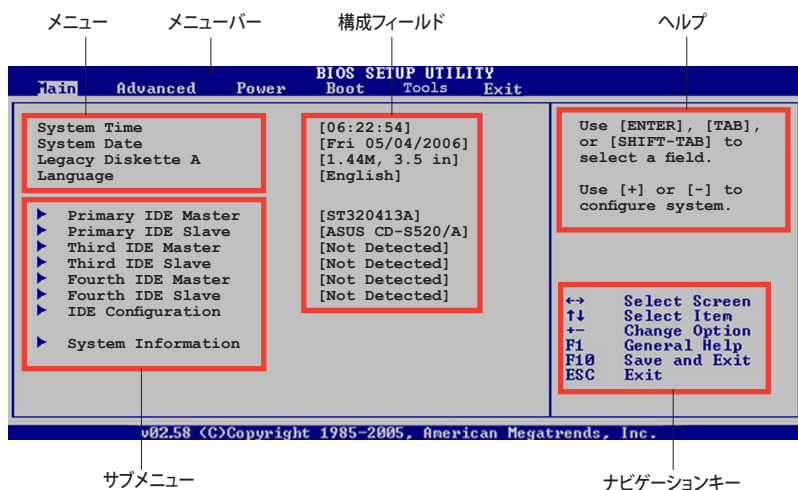 メニュー メニューバー 構成フィールド ヘルプ
BIOS SETUP UTILITY
Main Advanced Power Boot Tools Exit
System Time [06:22:54]
System Date [Fri 05/04/2006]
Legacy Diskette A [1.44M, 3.5 in]
Language [English]
Primary IDE Master [ST320413A]
Primary IDE Slave [ASUS CD-S520/A]
Third IDE Master [Not Detected]
Third IDE Slave [Not Detected]
Fourth IDE Master [Not Detected]
Fourth IDE Slave [Not Detected]
IDE Configuration
System Information
Use [ENTER], [TAB],
or [SHIFT-TAB] to
select a field.
Use [+] or [-] to
configure system.
←→ Select Screen
↑↓ Select Item
+- Change Option
F1 General Help
F10 Save and Exit
ESC Exit
v02.58 (C)Copyright 1985-2005, American Megatrends, Inc.
サブメニュー ナビゲーションキー